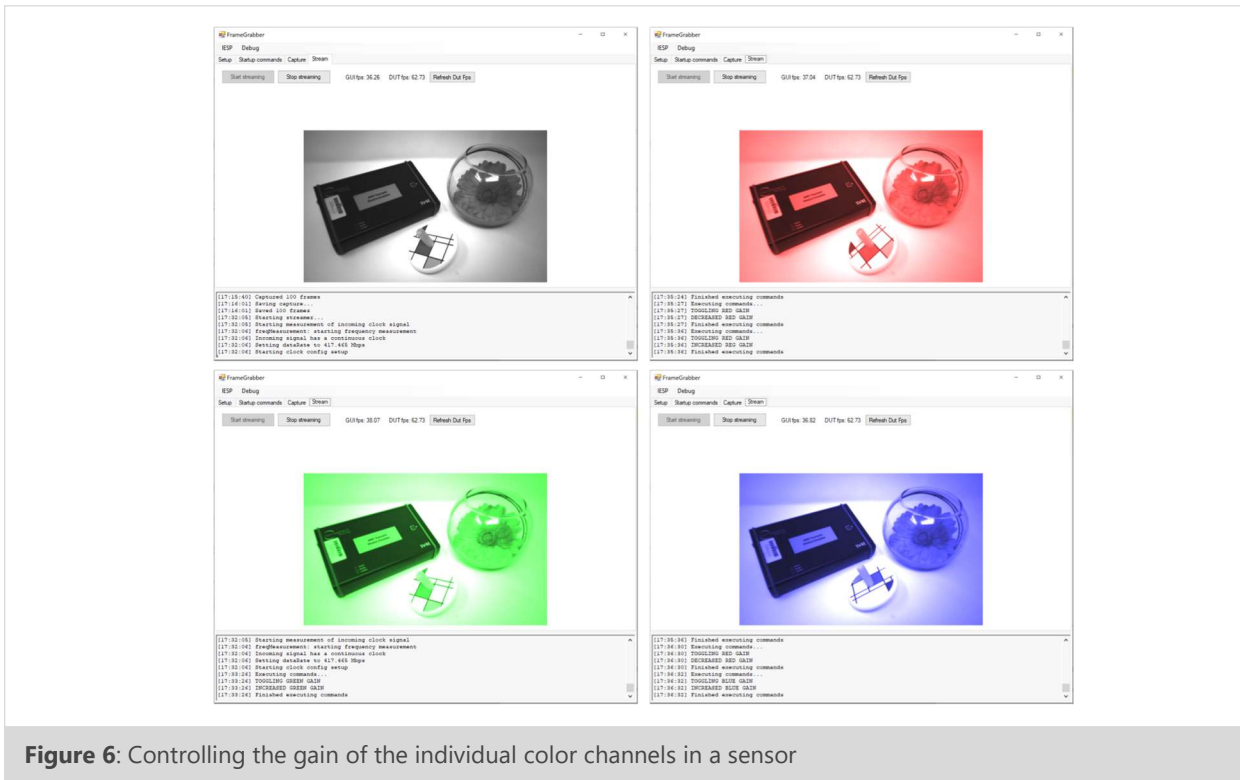 FrameGrabber
IESP Debug
Setup Startup commands Capture Stream
Start streaming Stop streaming GUI fps: 36.26 DUT fps: 62.73 Refresh Dut Fps
[17:15:40] Captured 100 frames
[17:16:01] Saving capture...
[17:16:01] Saved 100 frames
[17:32:05] Starting streamer...
[17:32:05] Starting measurement of incoming clock signal
[17:32:06] freqMeasurement: starting frequency measurement
[17:32:06] Incoming signal has a continuous clock
[17:32:06] Setting dataRate to 417.465 Mbps
[17:32:06] Starting clock config setup
FrameGrabber
IESP Debug
Setup Startup commands Capture Stream
Start streaming Stop streaming GUI fps: 37.04 DUT fps: 62.73 Refresh Dut Fps
[17:35:24] Finished executing commands
[17:35:27] Executing commands...
[17:35:27] TOGGLING RED GAIN
[17:35:27] DECREASED RED GAIN
[17:35:27] Finished executing commands
[17:35:36] Executing commands...
[17:35:36] TOGGLING RED GAIN
[17:35:36] INCREASED REG GAIN
[17:35:36] Finished executing commands
FrameGrabber
IESP Debug
Setup Startup commands Capture Stream
Start streaming Stop streaming GUI fps: 38.07 DUT fps: 62.73 Refresh Dut Fps
[17:32:05] Starting measurement of incoming clock signal
[17:32:06] freqMeasurement: starting frequency measurement
[17:32:06] Incoming signal has a continuous clock
[17:32:06] Setting dataRate to 417.465 Mbps
[17:32:06] Starting clock config setup
[17:33:26] Executing commands...
[17:33:26] TOGGLING GREEN GAIN
[17:33:26] INCREASED GREEN GAIN
[17:33:26] Finished executing commands
FrameGrabber
IESP Debug
Setup Startup commands Capture Stream
Start streaming Stop streaming GUI fps: 36.82 DUT fps: 62.73 Refresh Dut Fps
[17:35:36] Finished executing commands
[17:36:30] Executing commands...
[17:36:30] TOGGLING RED GAIN
[17:36:30] DECREASED RED GAIN
[17:36:30] Finished executing commands
[17:36:32] Executing commands...
[17:36:32] TOGGLING BLUE GAIN
[17:36:32] INCREASED BLUE GAIN
[17:36:32] Finished executing commands
Figure 6: Controlling the gain of the individual color channels in a sensor